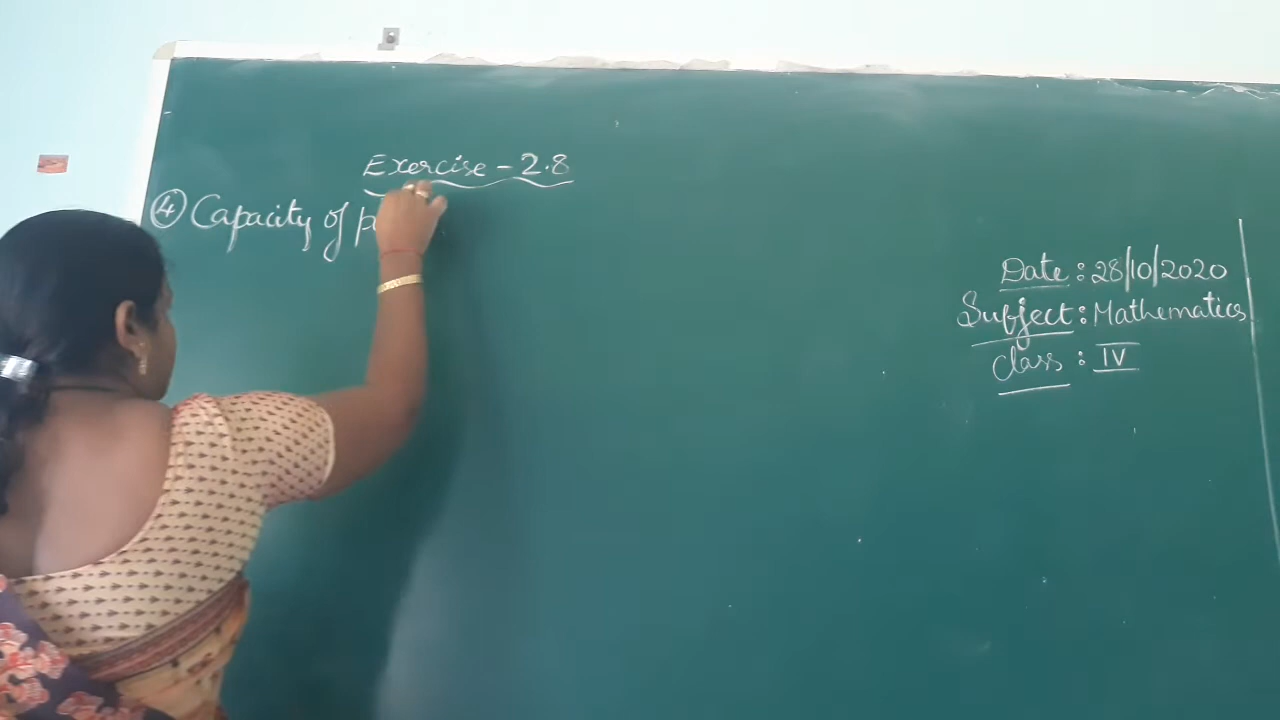 Exercise - 2.8
④ Capacity of
Date : 28/10/2020
Subject : Mathematics
Class : IV